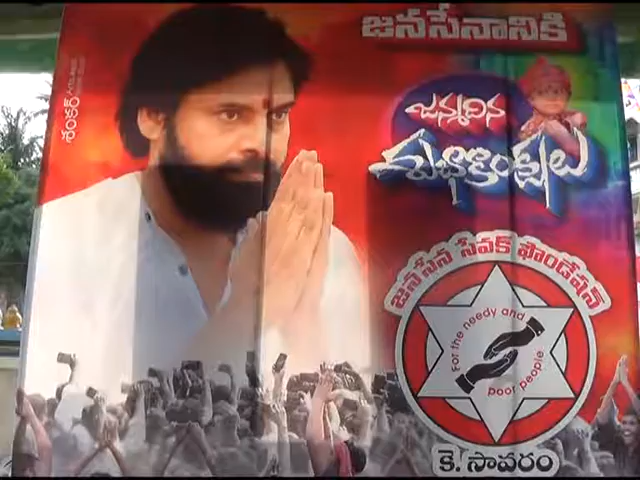 జనసేనానికి
జన్మదిన
శుభాకాంక్షలు
జనసేన సేవక్ ఫౌండేషన్
For the needy and
poor people
కె. సావరం